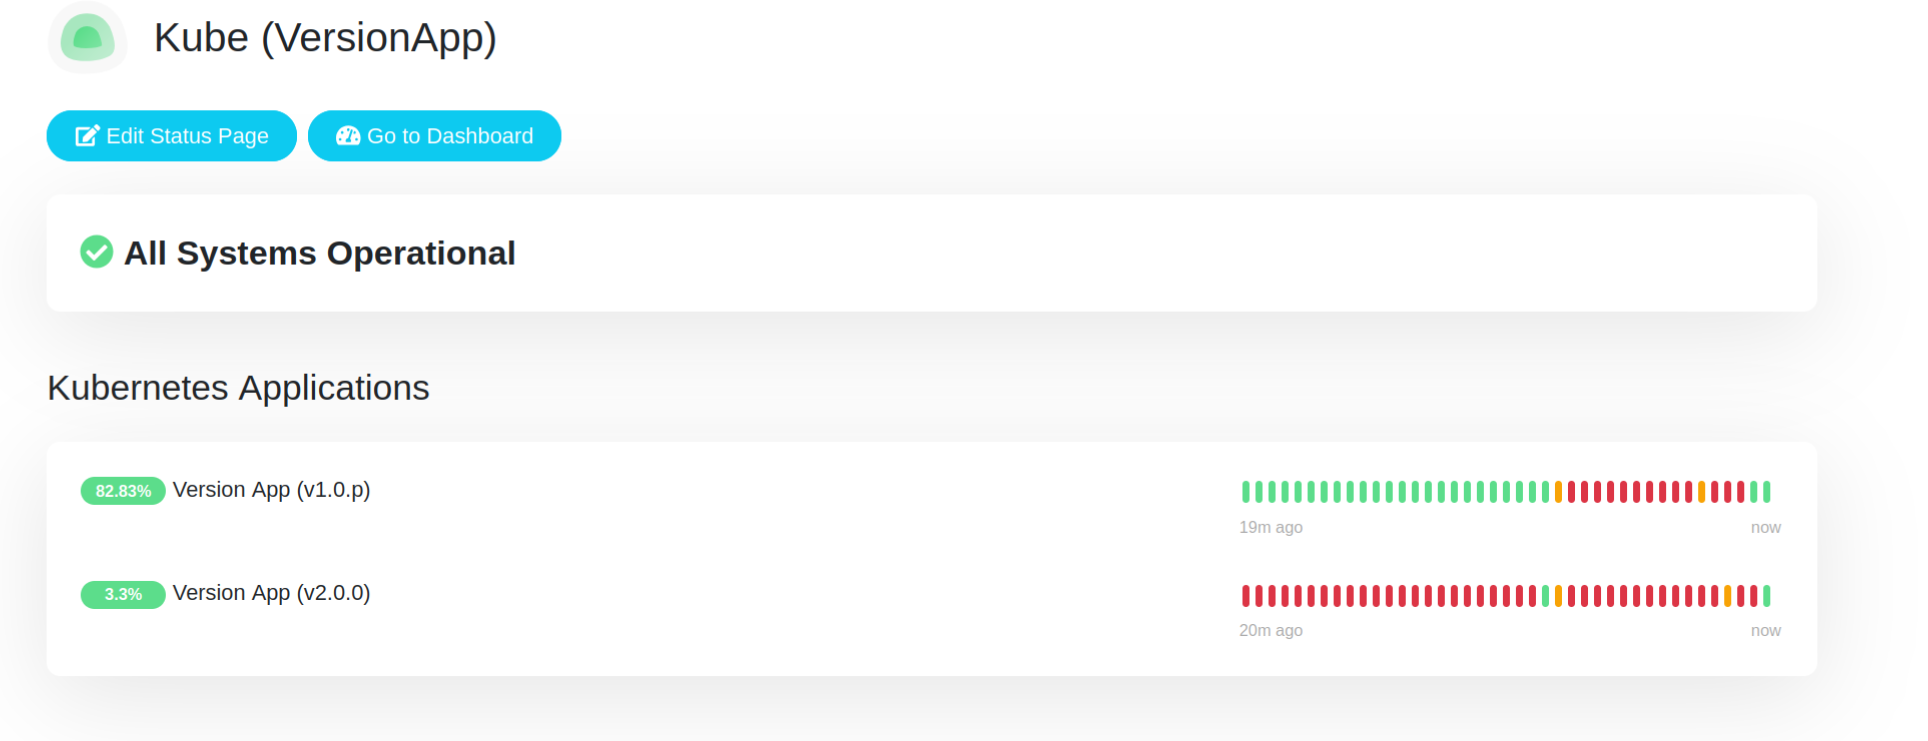 Kube (VersionApp)
Edit Status Page
Go to Dashboard
All Systems Operational
Kubernetes Applications
82.83% Version App (v1.0.p)
19m ago now
3.3% Version App (v2.0.0)
20m ago now